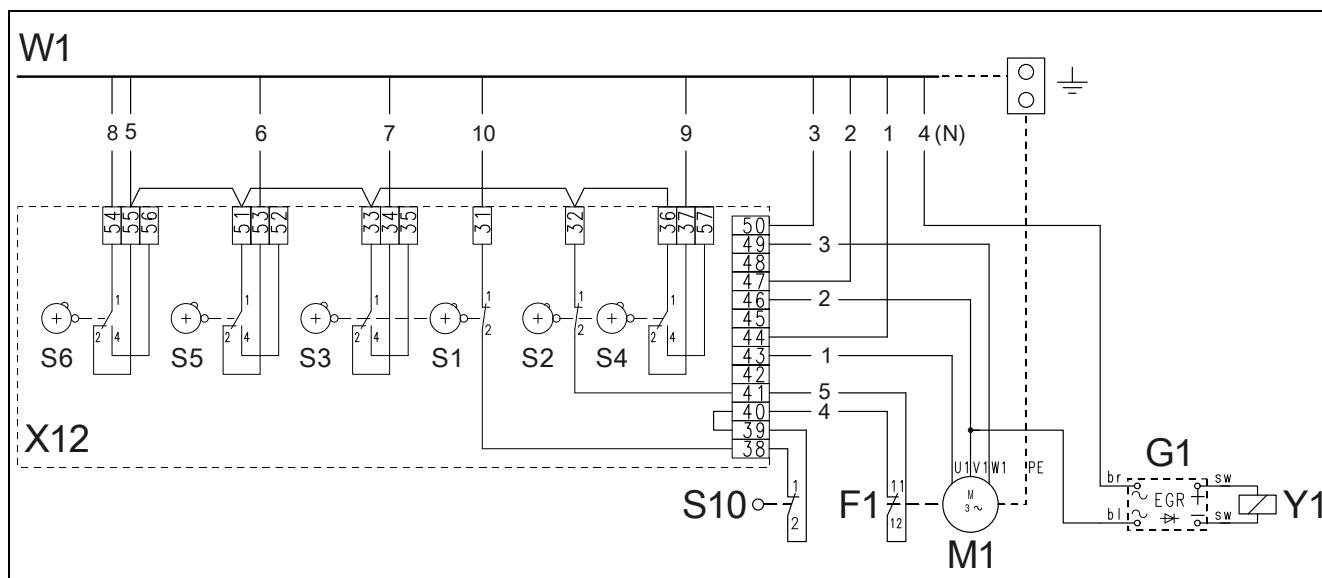 W1
8 5 6 7 10 9 3 2 1 4 (N)
54 55 56 51 53 52 33 34 35 31 32 36 37 57
50
49 3
48
47
46 2
45
44
43 1
42
41 5
40 4
39
38
1 1 1 1 1 1
2 4 2 4 2 4 2 2 2 4
S6 S5 S3 S1 S2 S4
X12
U1 V1 W1 PE
G1
br sw
EGR
bl sw
Y1
S10
1
2
F1
11
12
M
3 ~
M1